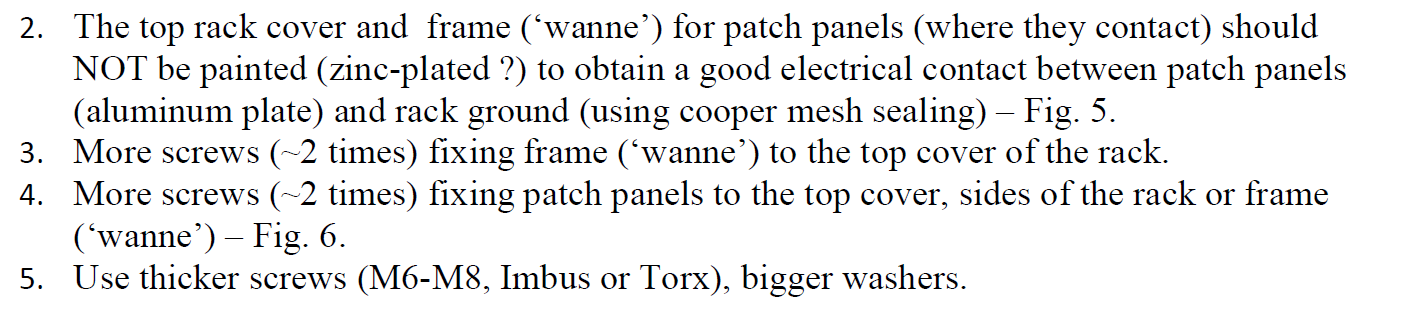 2. The top rack cover and  frame (‘wanne’) for patch panels (where they contact) should
NOT be painted (zinc-plated ?) to obtain a good electrical contact between patch panels
(aluminum plate) and rack ground (using cooper mesh sealing) – Fig. 5.
3. More screws (~2 times) fixing frame (‘wanne’) to the top cover of the rack.
4. More screws (~2 times) fixing patch panels to the top cover, sides of the rack or frame
(‘wanne’) – Fig. 6.
5. Use thicker screws (M6-M8, Imbus or Torx), bigger washers.